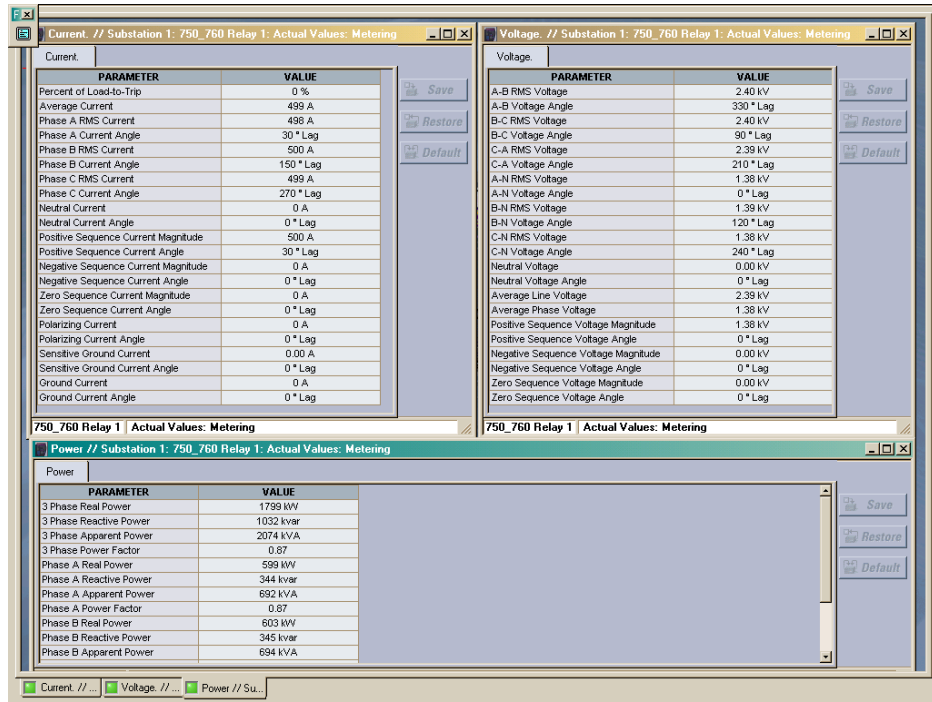 F
Current. // Substation 1: 750_760 Relay 1: Actual Values: Metering
Current.
PARAMETER VALUE
Percent of Load-to-Trip 0 %
Average Current 499 A
Phase A RMS Current 498 A
Phase A Current Angle 30 ° Lag
Phase B RMS Current 500 A
Phase B Current Angle 150 ° Lag
Phase C RMS Current 499 A
Phase C Current Angle 270 ° Lag
Neutral Current 0 A
Neutral Current Angle 0 ° Lag
Positive Sequence Current Magnitude 500 A
Positive Sequence Current Angle 30 ° Lag
Negative Sequence Current Magnitude 0 A
Negative Sequence Current Angle 0 ° Lag
Zero Sequence Current Magnitude 0 A
Zero Sequence Current Angle 0 ° Lag
Polarizing Current 0 A
Polarizing Current Angle 0 ° Lag
Sensitive Ground Current 0.00 A
Sensitive Ground Current Angle 0 ° Lag
Ground Current 0 A
Ground Current Angle 0 ° Lag
Save
Restore
Default
750_760 Relay 1 Actual Values: Metering
Voltage. // Substation 1: 750_760 Relay 1: Actual Values: Metering
Voltage.
PARAMETER VALUE
A-B RMS Voltage 2.40 kV
A-B Voltage Angle 330 ° Lag
B-C RMS Voltage 2.40 kV
B-C Voltage Angle 90 ° Lag
C-A RMS Voltage 2.39 kV
C-A Voltage Angle 210 ° Lag
A-N RMS Voltage 1.38 kV
A-N Voltage Angle 0 ° Lag
B-N RMS Voltage 1.39 kV
B-N Voltage Angle 120 ° Lag
C-N RMS Voltage 1.38 kV
C-N Voltage Angle 240 ° Lag
Neutral Voltage 0.00 kV
Neutral Voltage Angle 0 ° Lag
Average Line Voltage 2.39 kV
Average Phase Voltage 1.38 kV
Positive Sequence Voltage Magnitude 1.38 kV
Positive Sequence Voltage Angle 0 ° Lag
Negative Sequence Voltage Magnitude 0.00 kV
Negative Sequence Voltage Angle 0 ° Lag
Zero Sequence Voltage Magnitude 0.00 kV
Zero Sequence Voltage Angle 0 ° Lag
Save
Restore
Default
750_760 Relay 1 Actual Values: Metering
Power // Substation 1: 750_760 Relay 1: Actual Values: Metering
Power
PARAMETER VALUE
3 Phase Real Power 1799 kW
3 Phase Reactive Power 1032 kvar
3 Phase Apparent Power 2074 kVA
3 Phase Power Factor 0.87
Phase A Real Power 599 kW
Phase A Reactive Power 344 kvar
Phase A Apparent Power 692 kVA
Phase A Power Factor 0.87
Phase B Real Power 603 kW
Phase B Reactive Power 345 kvar
Phase B Apparent Power 694 kVA
Save
Restore
Default
Current. // ... Voltage. // ... Power // Su...